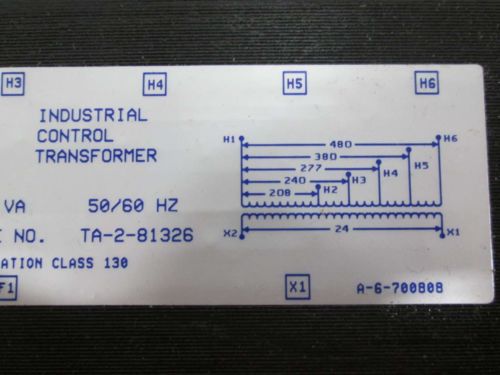 H3 H4 H5 H6
INDUSTRIAL
CONTROL
TRANSFORMER
VA 50/60 HZ
NO. TA-2-81326
ATION CLASS 130
F1 X1 A-6-700808
H1 480 H6
380 H5
277 H4
240 H3
208 H2
X2 24 X1